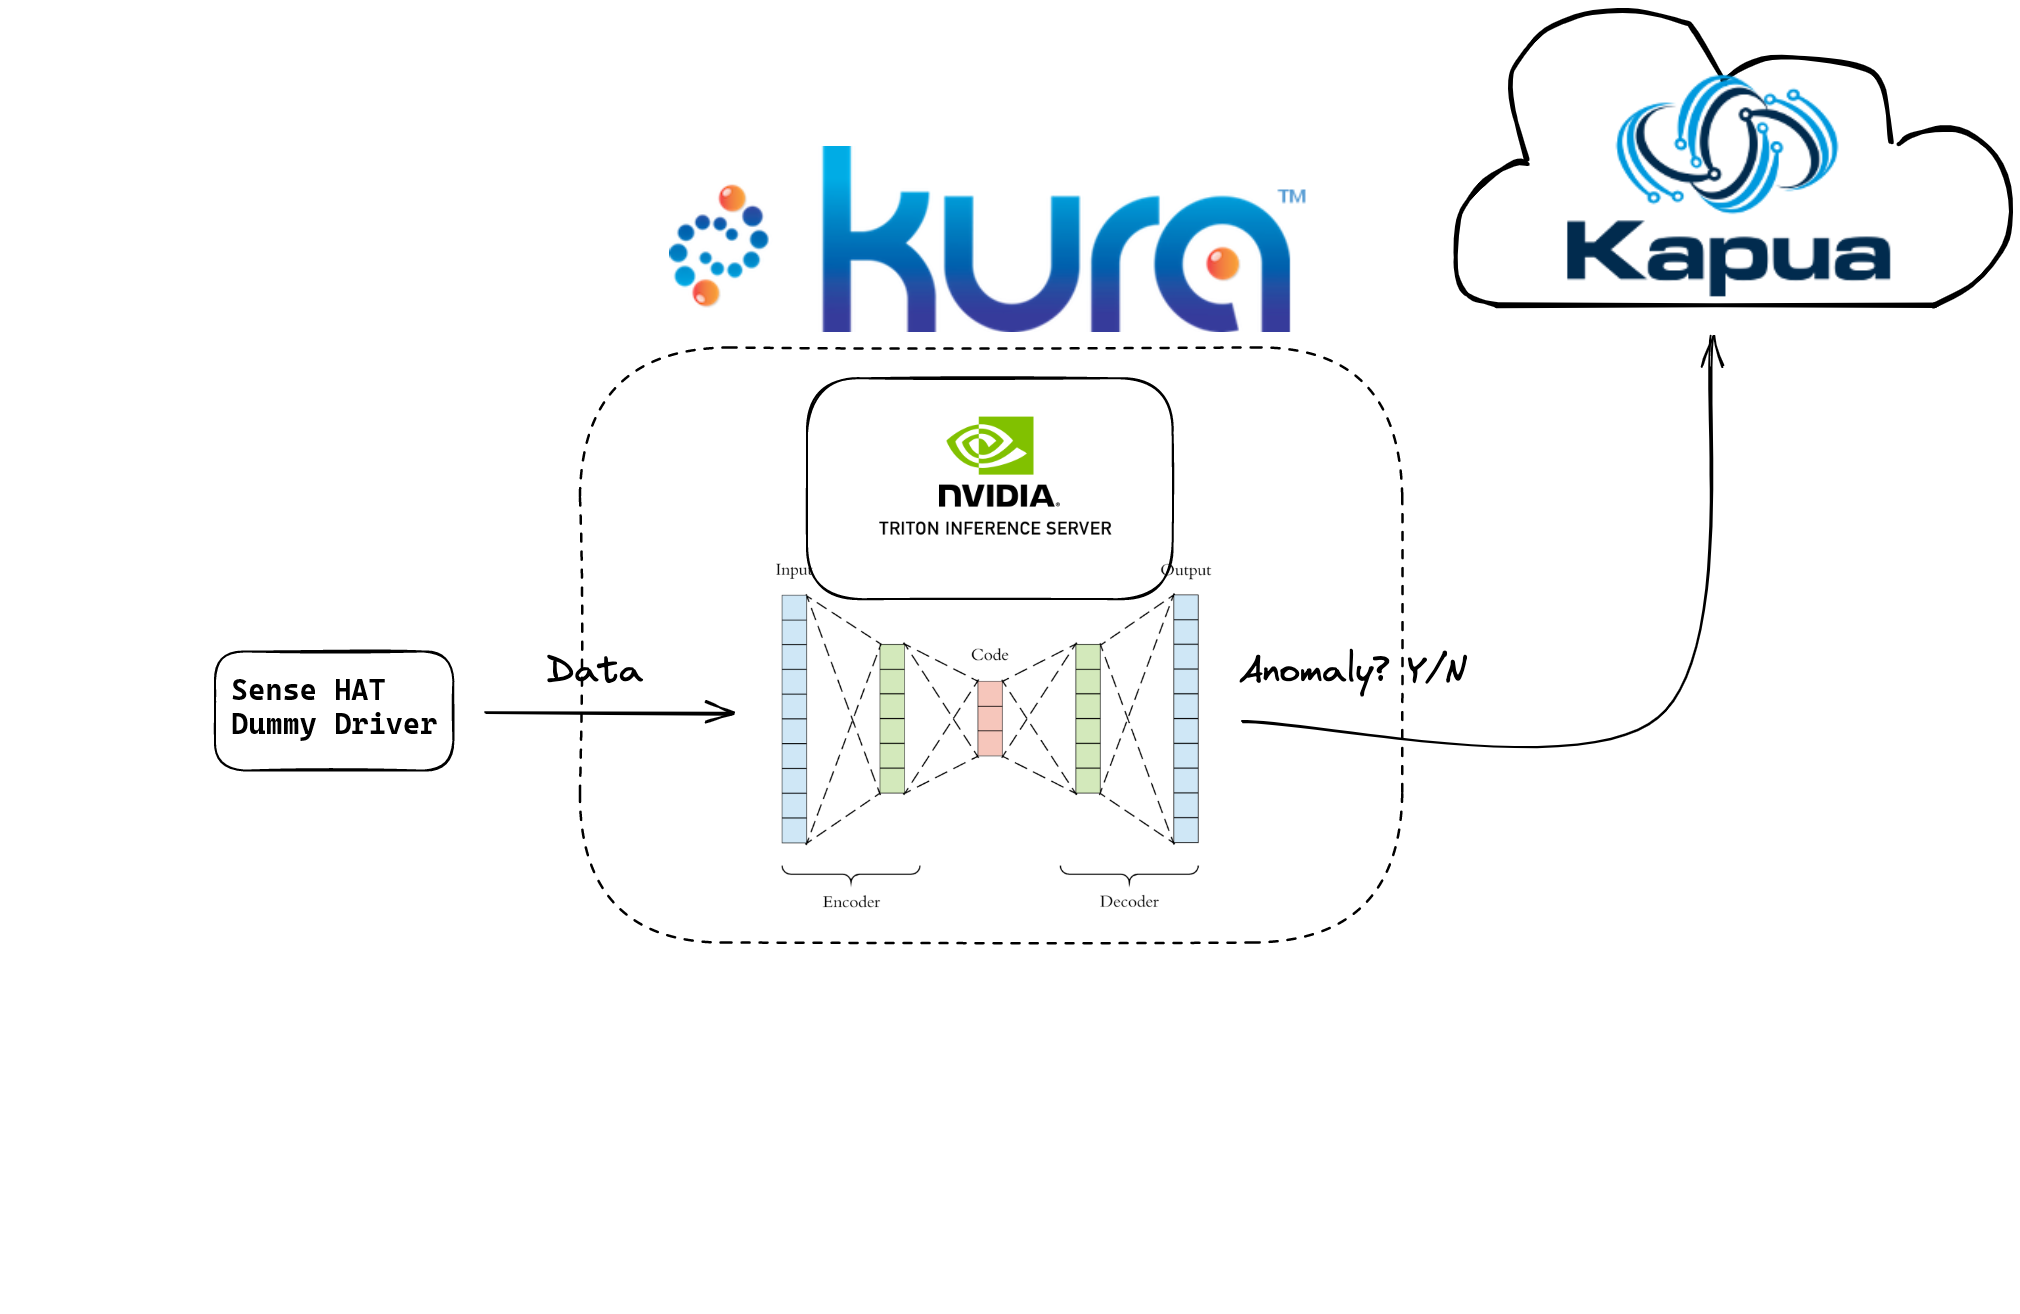 kura™
Kapua
NVIDIA®
TRITON INFERENCE SERVER
Input
Output
Code
Sense HAT
Dummy Driver
Data
Anomaly? Y/N
Encoder
Decoder